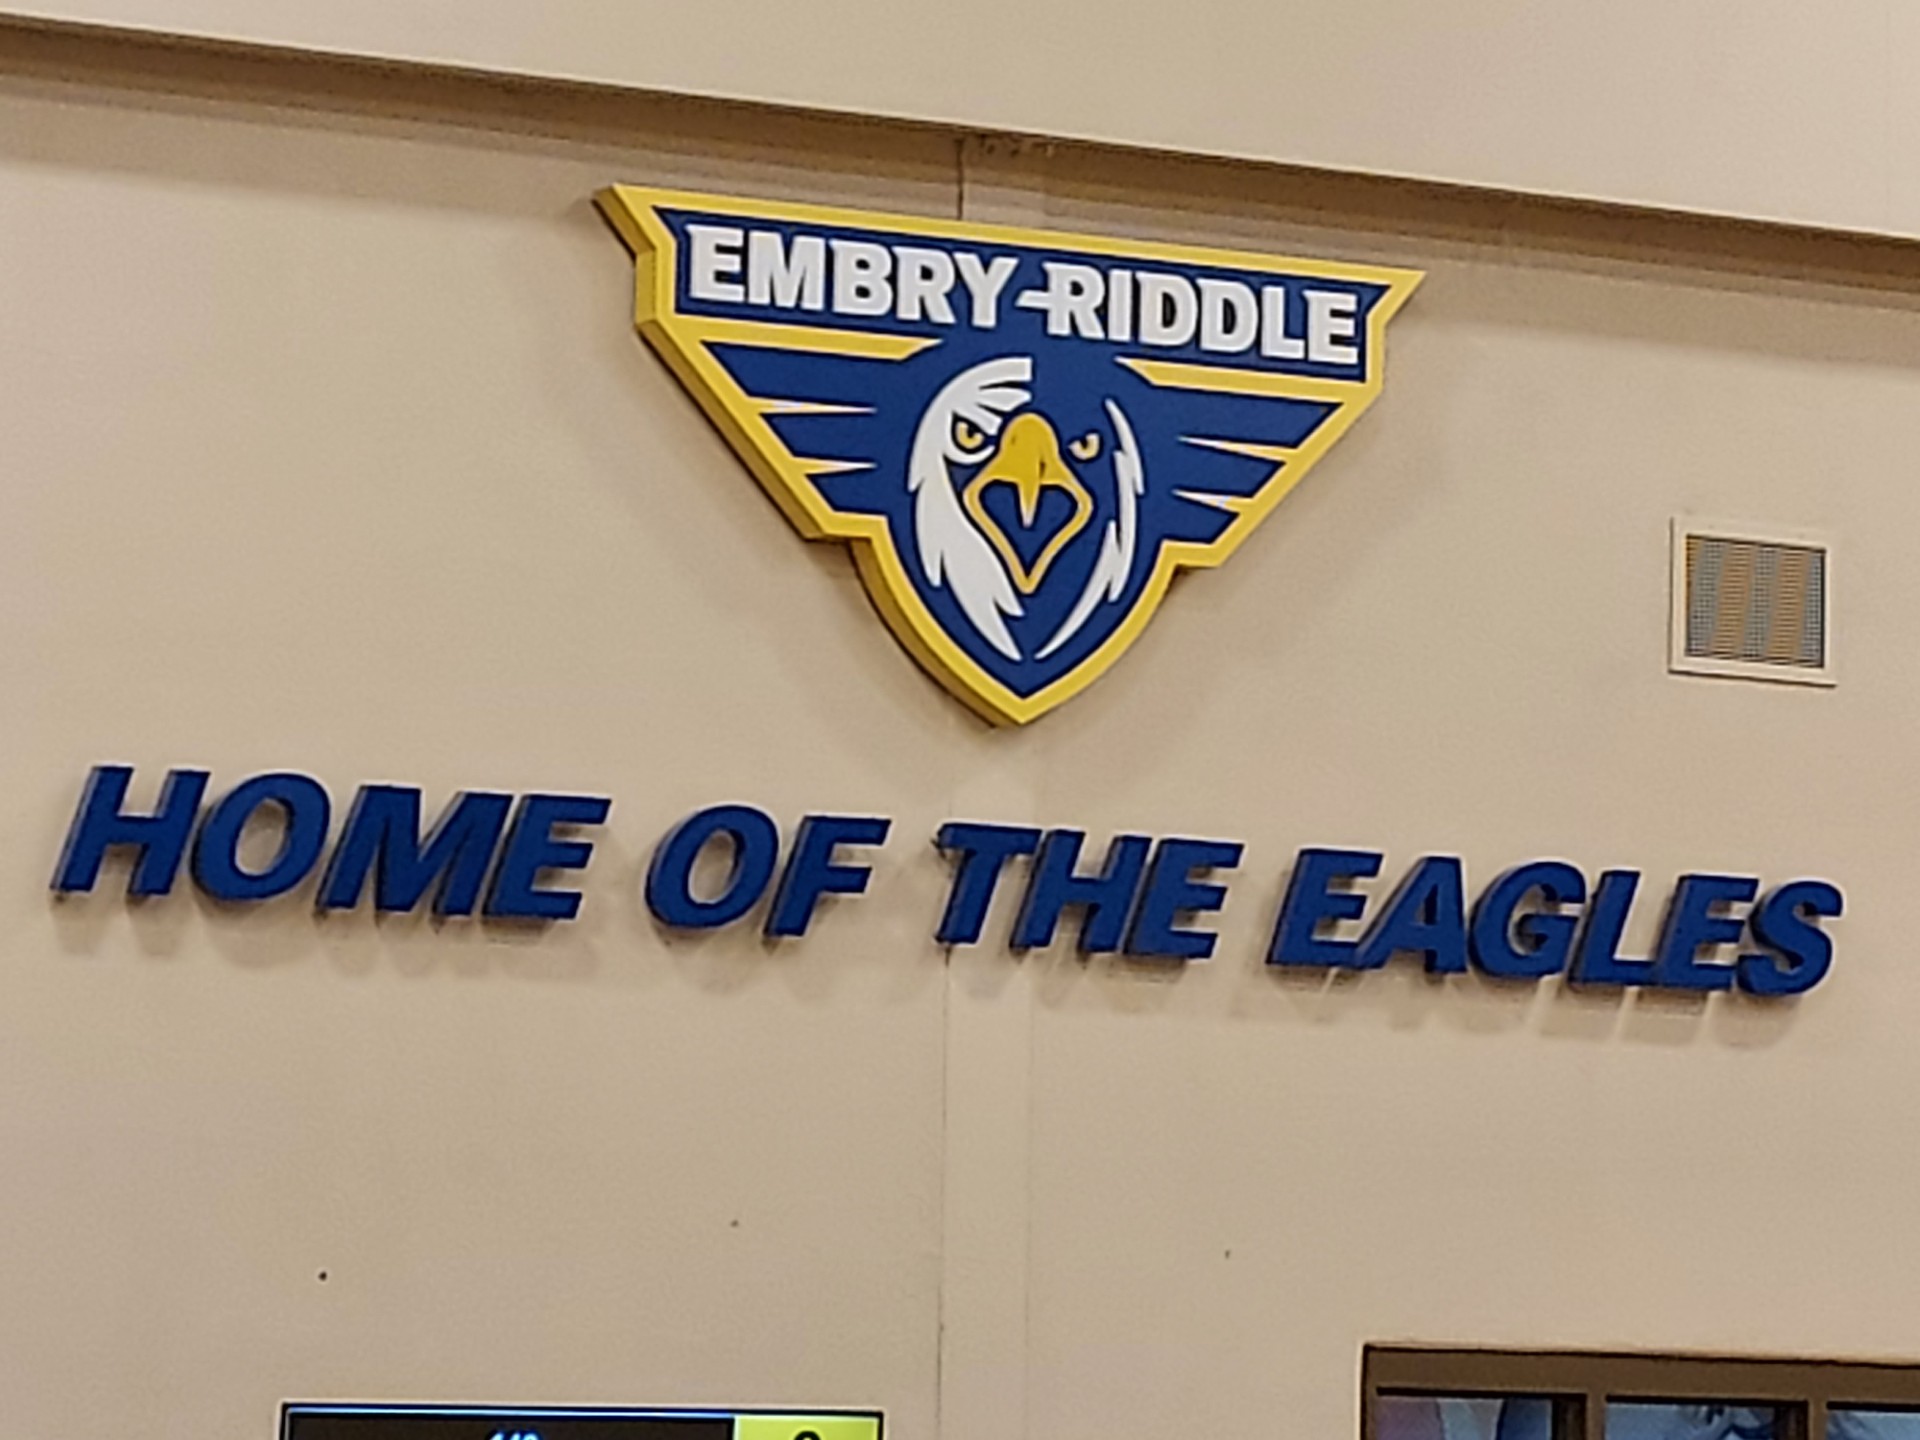 EMBRY-RIDDLE
HOME OF THE EAGLES